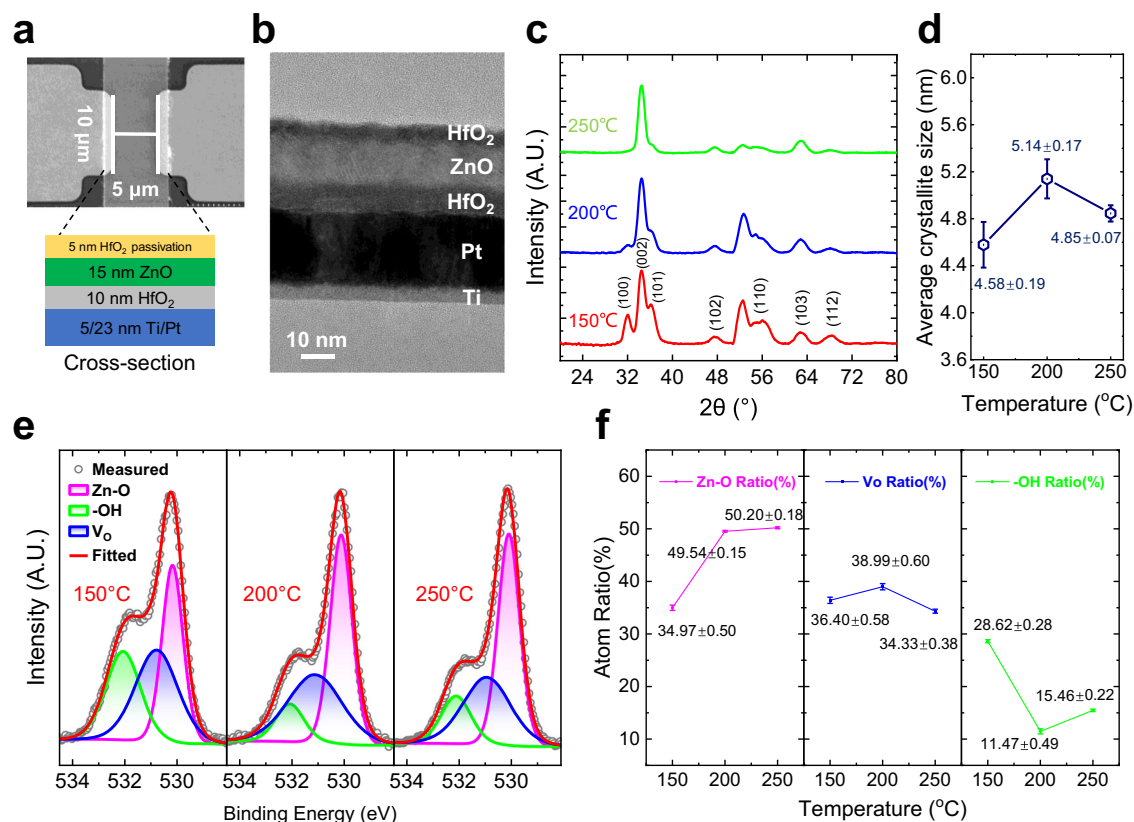 a
10 µm
5 µm
5 nm HfO₂ passivation
15 nm ZnO
10 nm HfO₂
5/23 nm Ti/Pt
Cross-section
b
HfO₂
ZnO
HfO₂
Pt
Ti
10 nm
c
Intensity (A.U.)
250℃
200℃
150℃
(100)
(002)
(101)
(102)
(110)
(103)
(112)
24 32 40 48 56 64 72 80
2θ (°)
d
Average crystallite size (nm)
6.0
5.6
5.2
4.8
4.4
4.0
3.6
5.14±0.17
4.85±0.07
4.58±0.19
150 200 250
Temperature (°C)
e
Intensity (A.U.)
Measured
Zn-O
-OH
V_O
Fitted
150°C
200°C
250°C
534 532 530 534 532 530 534 532 530
Binding Energy (eV)
f
Atom Ratio(%)
60
50
40
30
20
10
Zn-O Ratio(%)
50.20±0.18
49.54±0.15
34.97±0.50
Vo Ratio(%)
38.99±0.60
36.40±0.58
34.33±0.38
-OH Ratio(%)
28.62±0.28
15.46±0.22
11.47±0.49
150 200 250 150 200 250 150 200 250
Temperature (°C)